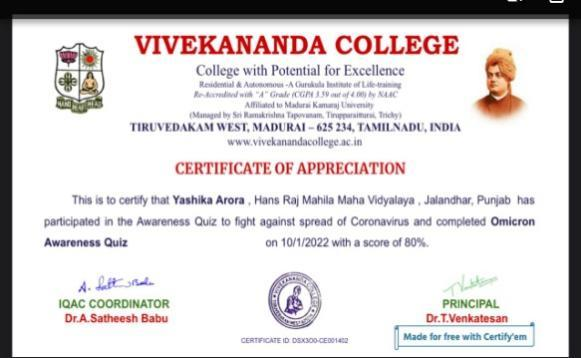 VIVEKANANDA COLLEGE
College with Potential for Excellence
Residential & Autonomous -A Gurukula Institute of Life-training
Re-Accredited with "A" Grade (CGPA 3.59 out of 4.00) by NAAC
Affiliated to Madurai Kamaraj University
(Managed by Sri Ramakrishna Tapovanam, Tirupparaitturai, Trichy)
TIRUVEDAKAM WEST, MADURAI – 625 234, TAMILNADU, INDIA
www.vivekanandacollege.ac.in
CERTIFICATE OF APPRECIATION
This is to certify that Yashika Arora , Hans Raj Mahila Maha Vidyalaya , Jalandhar, Punjab has
participated in the Awareness Quiz to fight against spread of Coronavirus and completed Omicron
Awareness Quiz on 10/1/2022 with a score of 80%.
IQAC COORDINATOR
Dr.A.Satheesh Babu
VIVEKANANDA COLLEGE
PRINCIPAL
Dr.T.Venkatesan
Made for free with Certify'em
CERTIFICATE ID: DSX3O0-CE001402